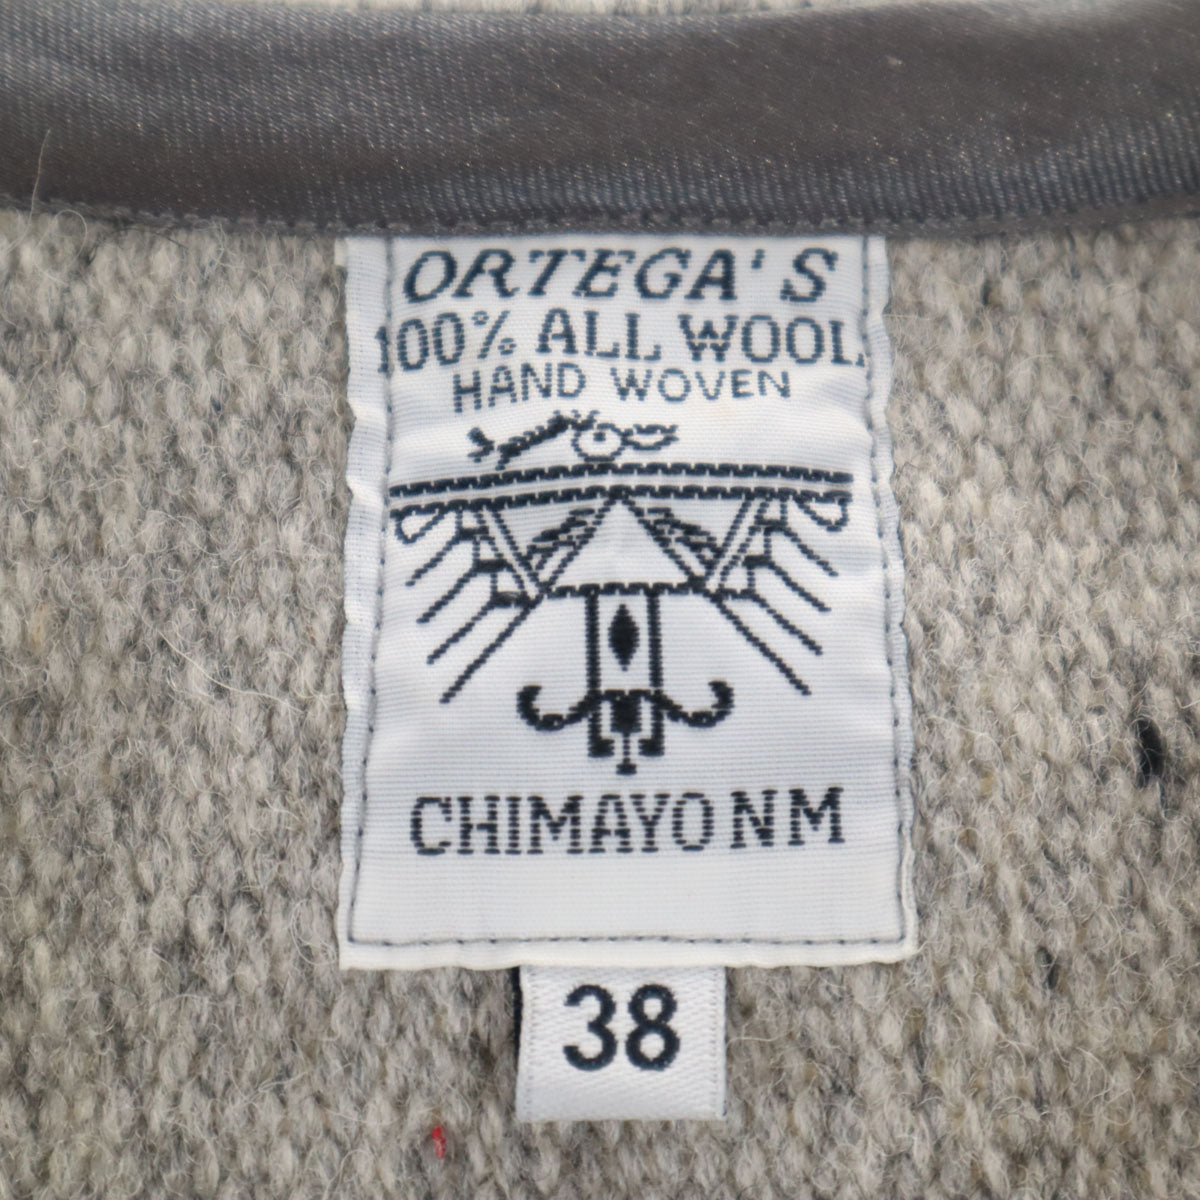 ORTEGA'S
100% ALL WOOL
HAND WOVEN
CHIMAYO NM
38